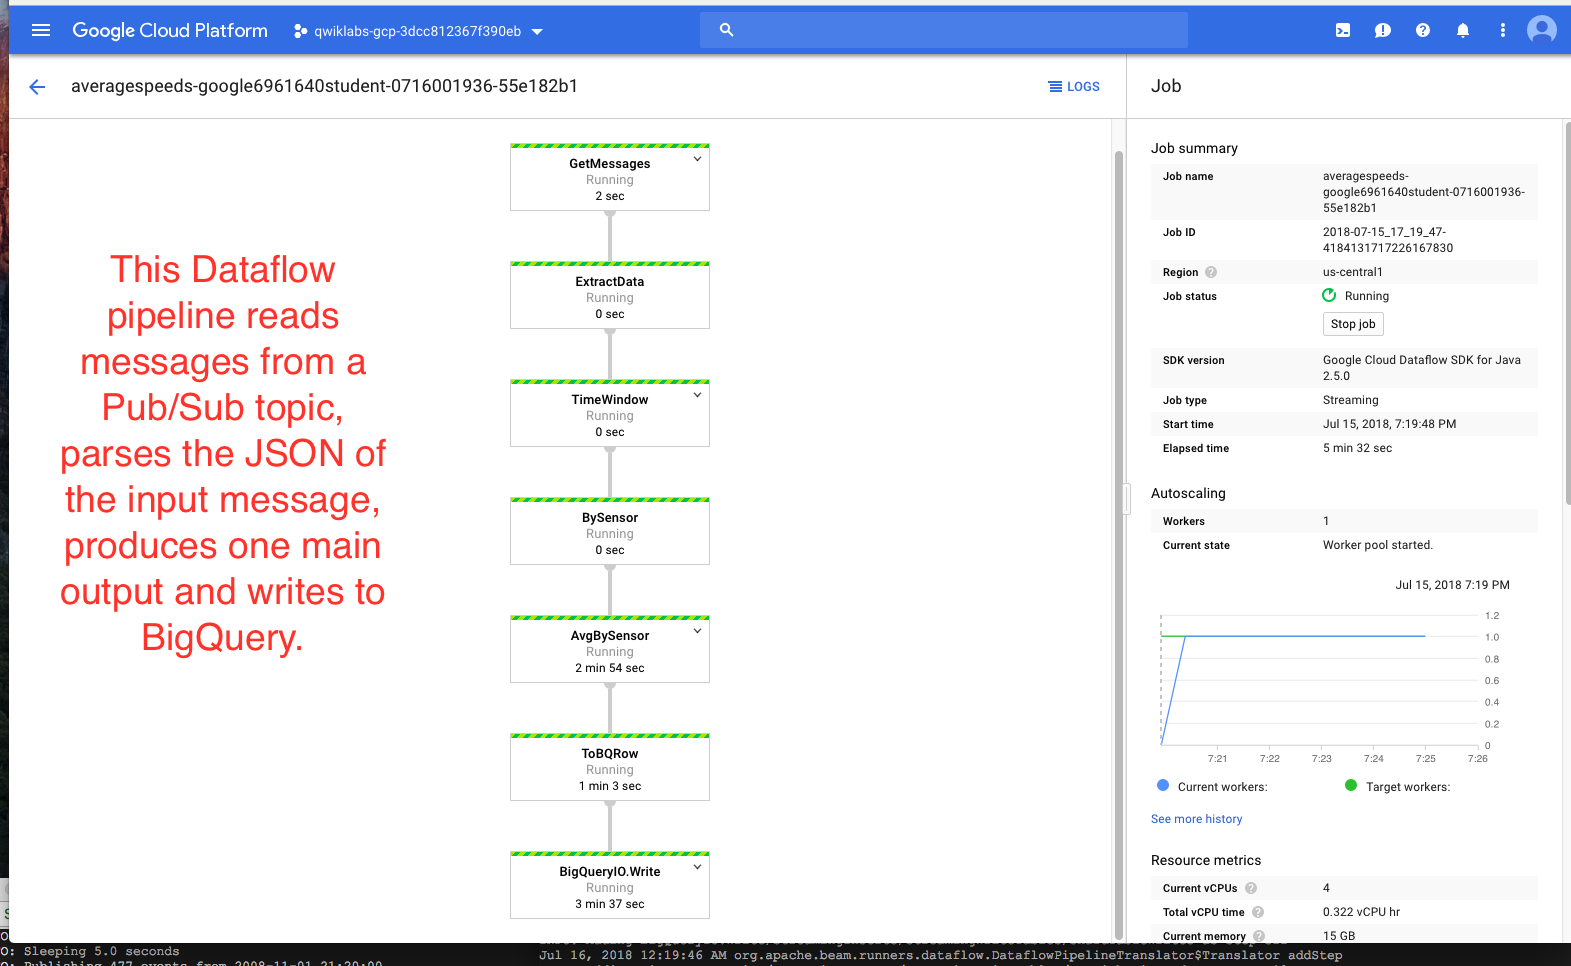 Google Cloud Platform
qwiklabs-gcp-3dcc812367f390eb
averagespeeds-google6961640student-0716001936-55e182b1
LOGS
GetMessages
Running
2 sec
ExtractData
Running
0 sec
TimeWindow
Running
0 sec
BySensor
Running
0 sec
AvgBySensor
Running
2 min 54 sec
ToBQRow
Running
1 min 3 sec
BigQueryIO.Write
Running
3 min 37 sec
This Dataflow
pipeline reads
messages from a
Pub/Sub topic,
parses the JSON of
the input message,
produces one main
output and writes to
BigQuery.
Job
Job summary
Job name averagespeeds-
google6961640student-0716001936-
55e182b1
Job ID 2018-07-15_17_19_47-
4184131717226167830
Region us-central1
Job status Running
Stop job
SDK version Google Cloud Dataflow SDK for Java
2.5.0
Job type Streaming
Start time Jul 15, 2018, 7:19:48 PM
Elapsed time 5 min 32 sec
Autoscaling
Workers 1
Current state Worker pool started.
Jul 15, 2018 7:19 PM
1.2
1.0
0.8
0.6
0.4
0.2
0
7:21 7:22 7:23 7:24 7:25 7:26
Current workers: Target workers:
See more history
Resource metrics
Current vCPUs 4
Total vCPU time 0.322 vCPU hr
Current memory 15 GB
O: Sleeping 5.0 seconds
O: Publishing 477 events from 2008-11-01 21:20:00
Jul 16, 2018 12:19:46 AM org.apache.beam.runners.dataflow.DataflowPipelineTranslator$Translator addStep